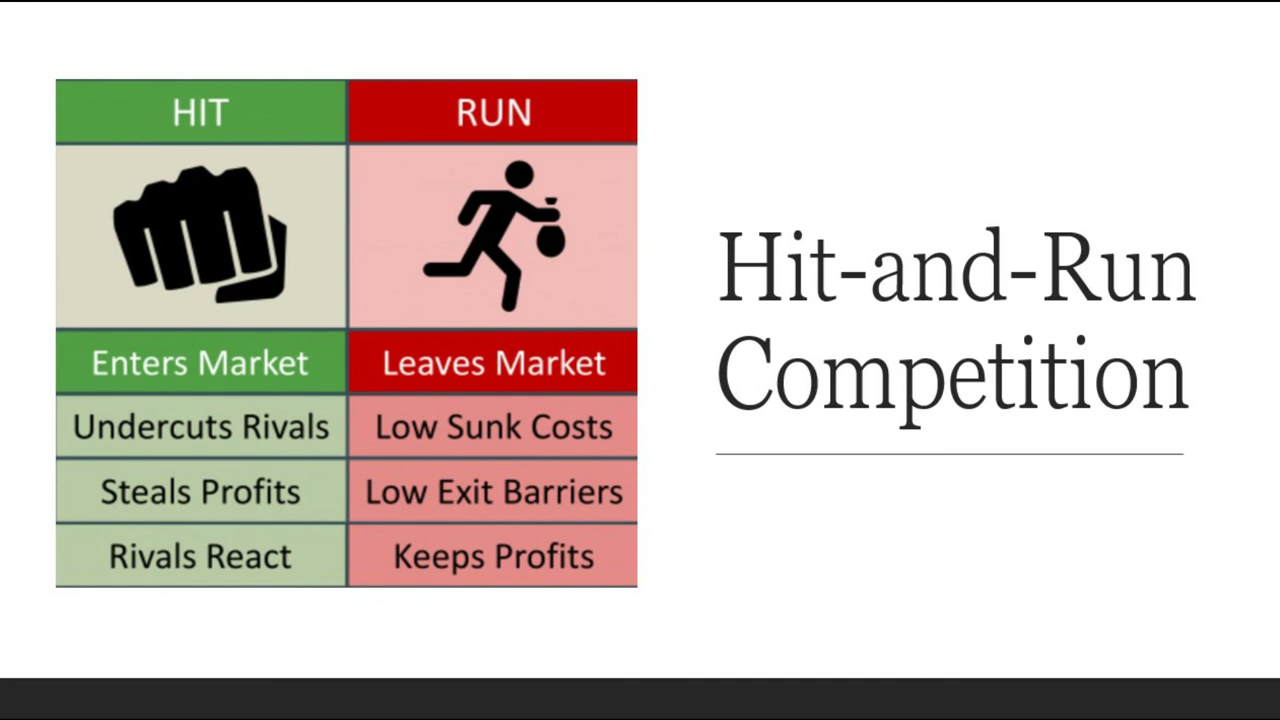 HIT RUN
Enters Market Leaves Market
Undercuts Rivals Low Sunk Costs
Steals Profits Low Exit Barriers
Rivals React Keeps Profits
Hit-and-Run
Competition